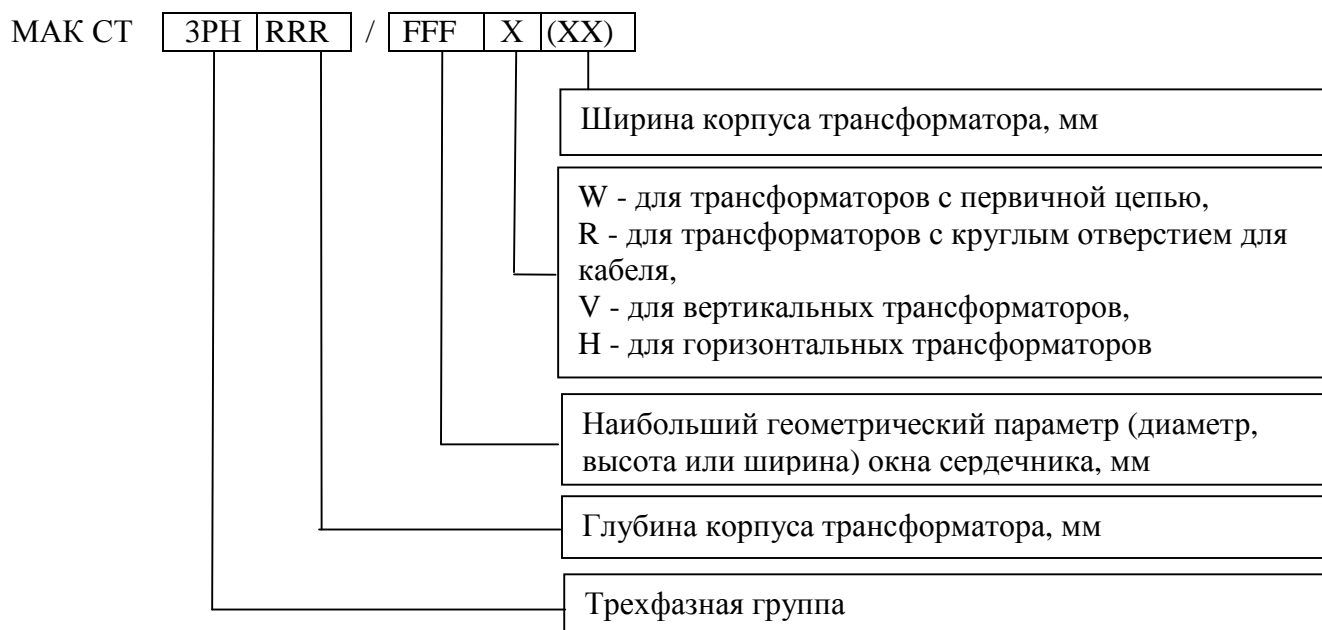 МАК СТ 3PH RRR / FFF X (XX)
Ширина корпуса трансформатора, мм
W - для трансформаторов с первичной цепью,
R - для трансформаторов с круглым отверстием для
кабеля,
V - для вертикальных трансформаторов,
H - для горизонтальных трансформаторов
Наибольший геометрический параметр (диаметр,
высота или ширина) окна сердечника, мм
Глубина корпуса трансформатора, мм
Трехфазная группа